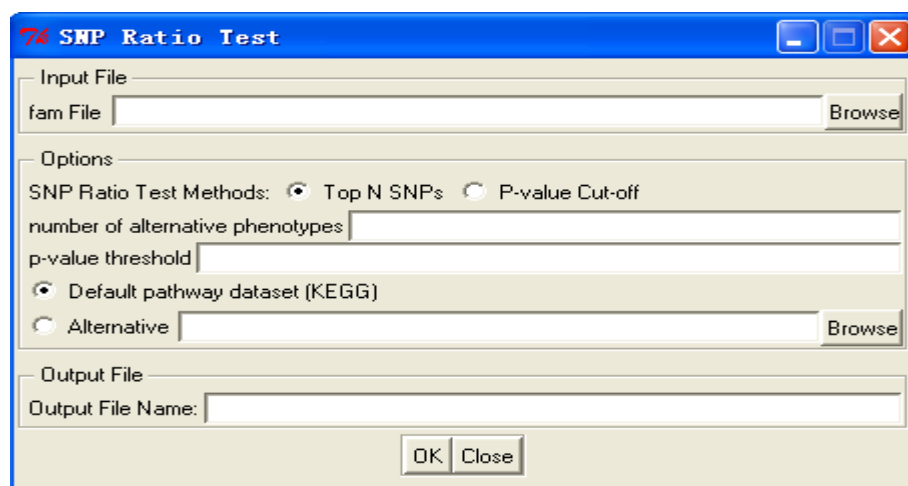 SNP Ratio Test
Input File
fam File Browse
Options
SNP Ratio Test Methods: Top N SNPs P-value Cut-off
number of alternative phenotypes
p-value threshold
Default pathway dataset (KEGG)
Alternative Browse
Output File
Output File Name:
OK Close